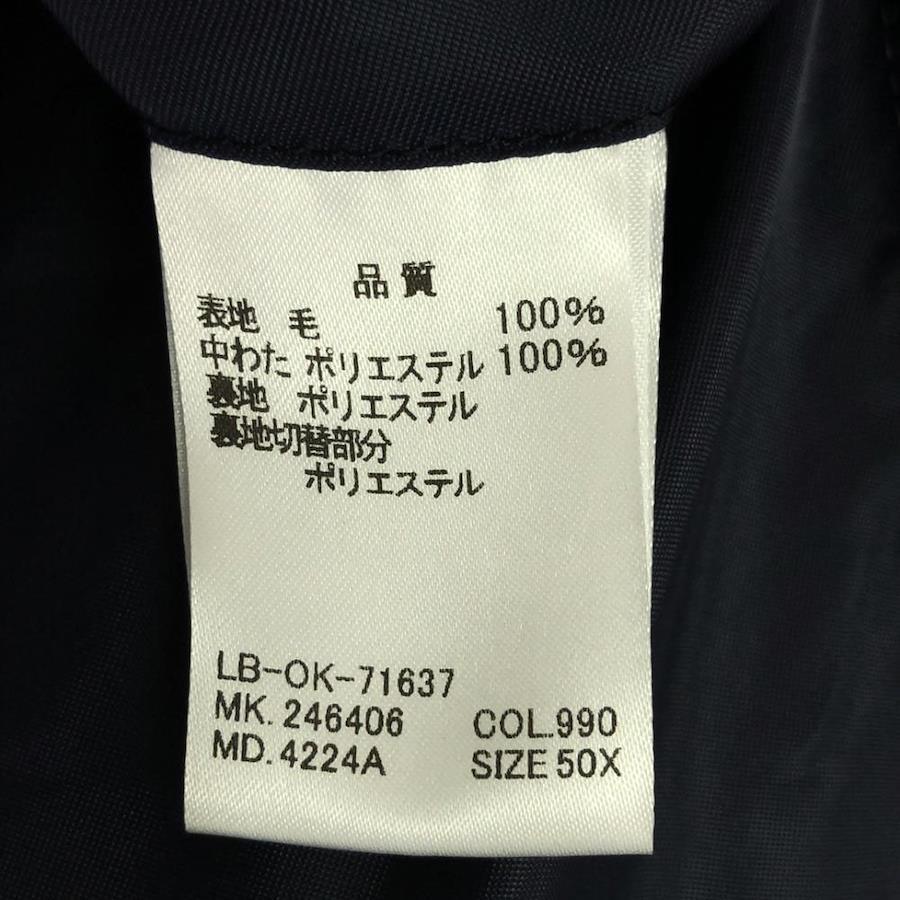 品質
表地 毛 100%
中わた ポリエステル 100%
裏地 ポリエステル
裏地切替部分
ポリエステル
LB-OK-71637
MK. 246406 COL.990
MD. 4224A SIZE 50X